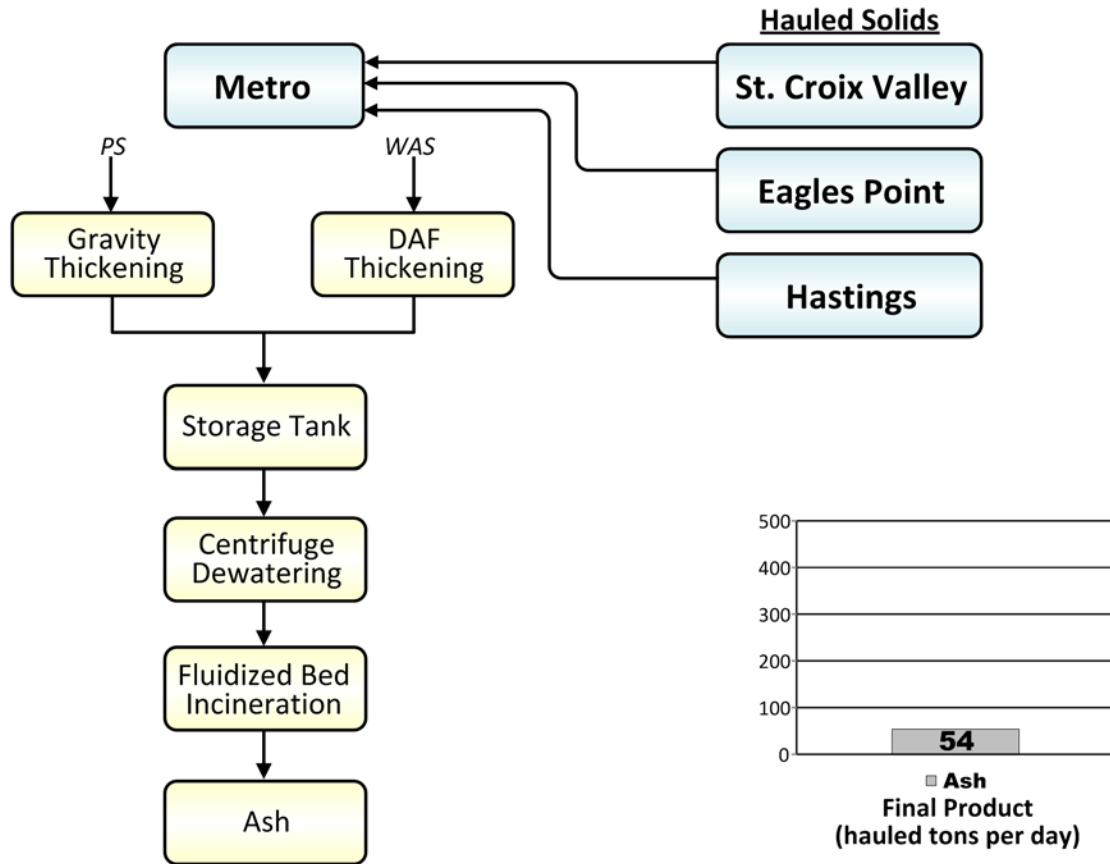 Hauled Solids
Metro
St. Croix Valley
Eagles Point
Hastings
PS
WAS
Gravity
Thickening
DAF
Thickening
Storage Tank
Centrifuge
Dewatering
Fluidized Bed
Incineration
Ash
500
400
300
200
100
0
54
Ash
Final Product
(hauled tons per day)